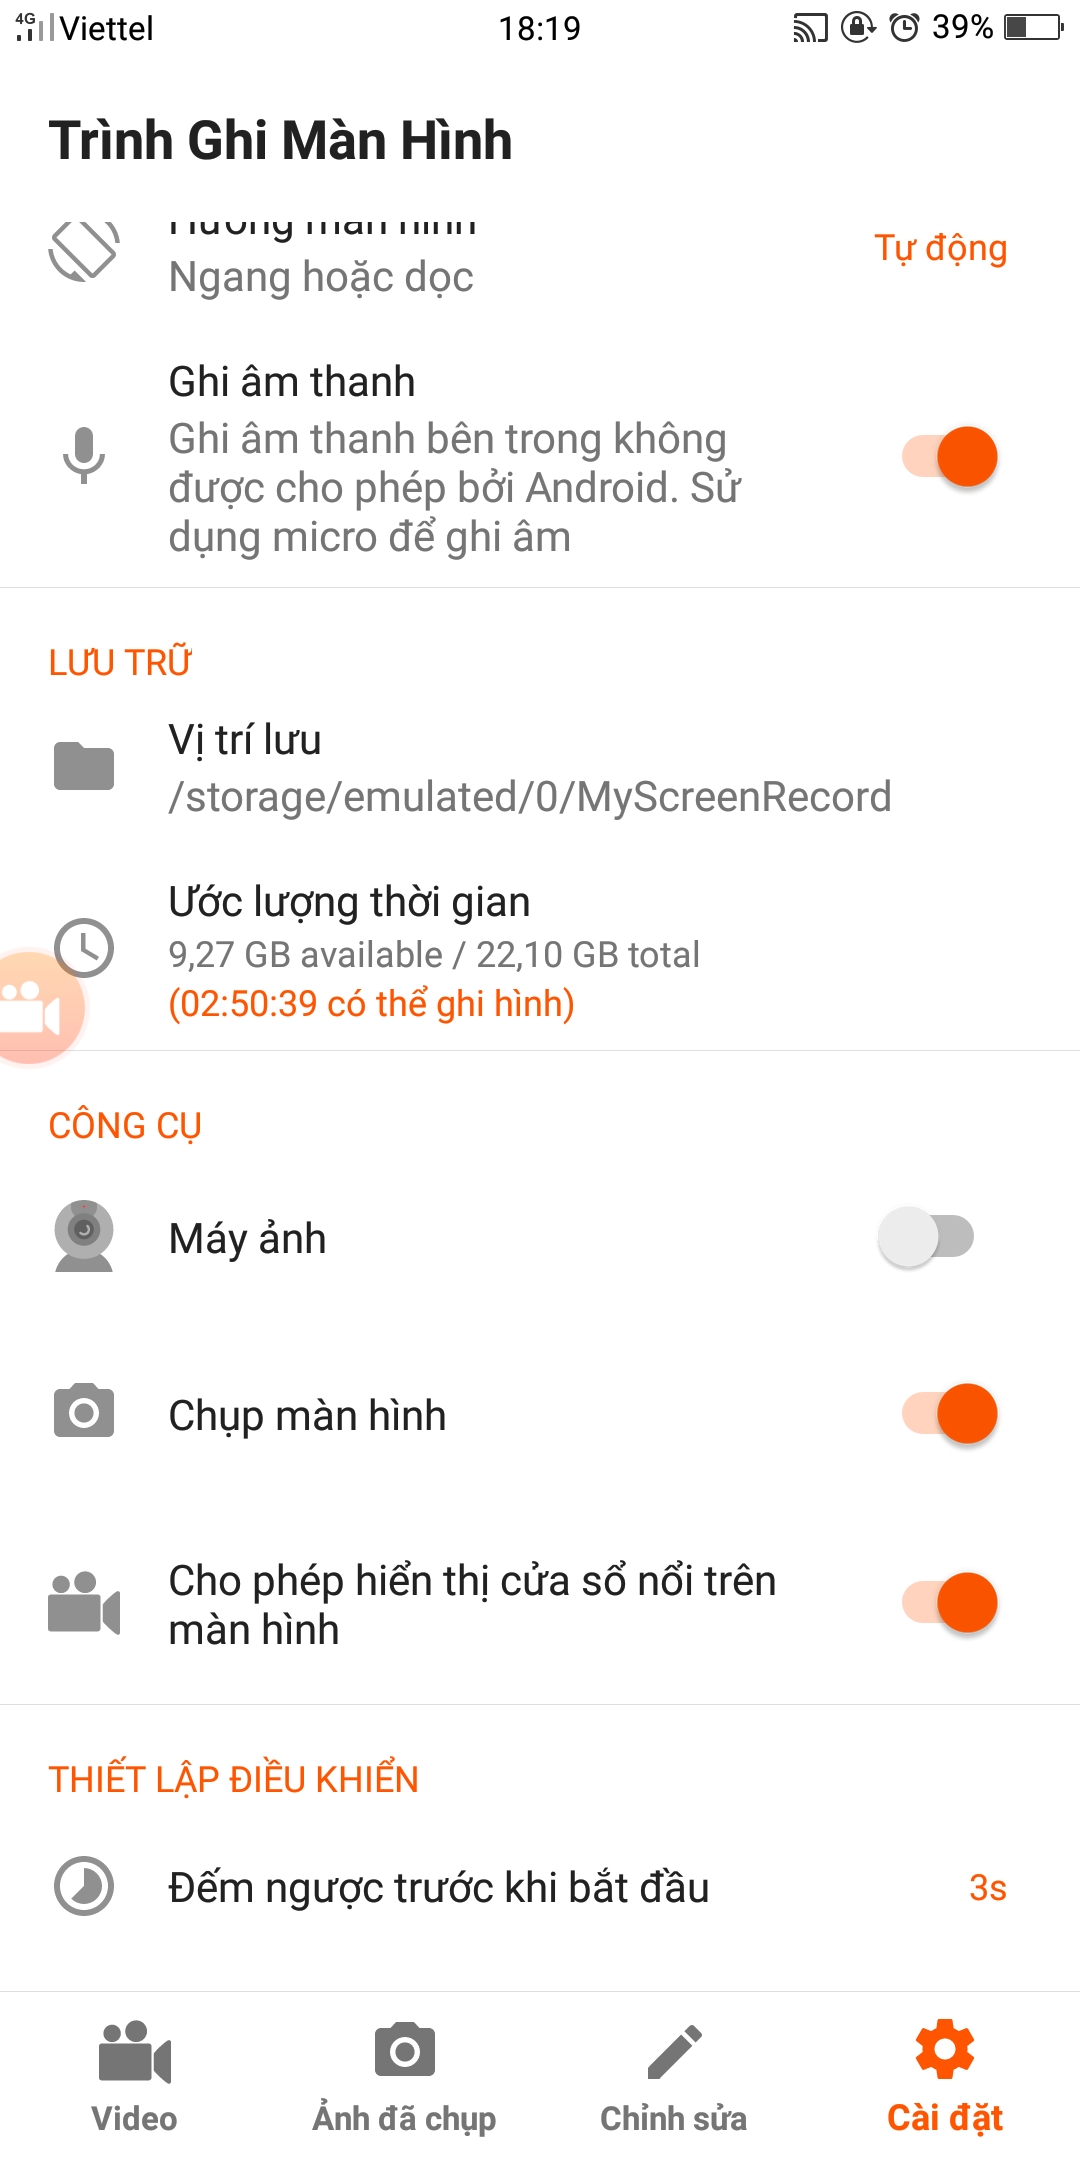 4G Viettel 18:19 39%
Trình Ghi Màn Hình
Hướng màn hình
Ngang hoặc dọc
Tự động
Ghi âm thanh
Ghi âm thanh bên trong không
được cho phép bởi Android. Sử
dụng micro để ghi âm
LƯU TRỮ
Vị trí lưu
/storage/emulated/0/MyScreenRecord
Ước lượng thời gian
9,27 GB available / 22,10 GB total
(02:50:39 có thể ghi hình)
CÔNG CỤ
Máy ảnh
Chụp màn hình
Cho phép hiển thị cửa sổ nổi trên
màn hình
THIẾT LẬP ĐIỀU KHIỂN
Đếm ngược trước khi bắt đầu 3s
Video Ảnh đã chụp Chỉnh sửa Cài đặt